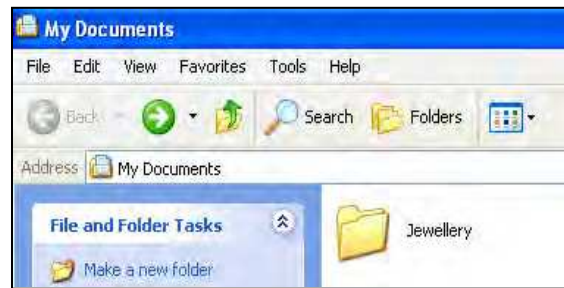 My Documents
File Edit View Favorites Tools Help
Back Search Folders
Address My Documents
File and Folder Tasks
Jewellery
Make a new folder